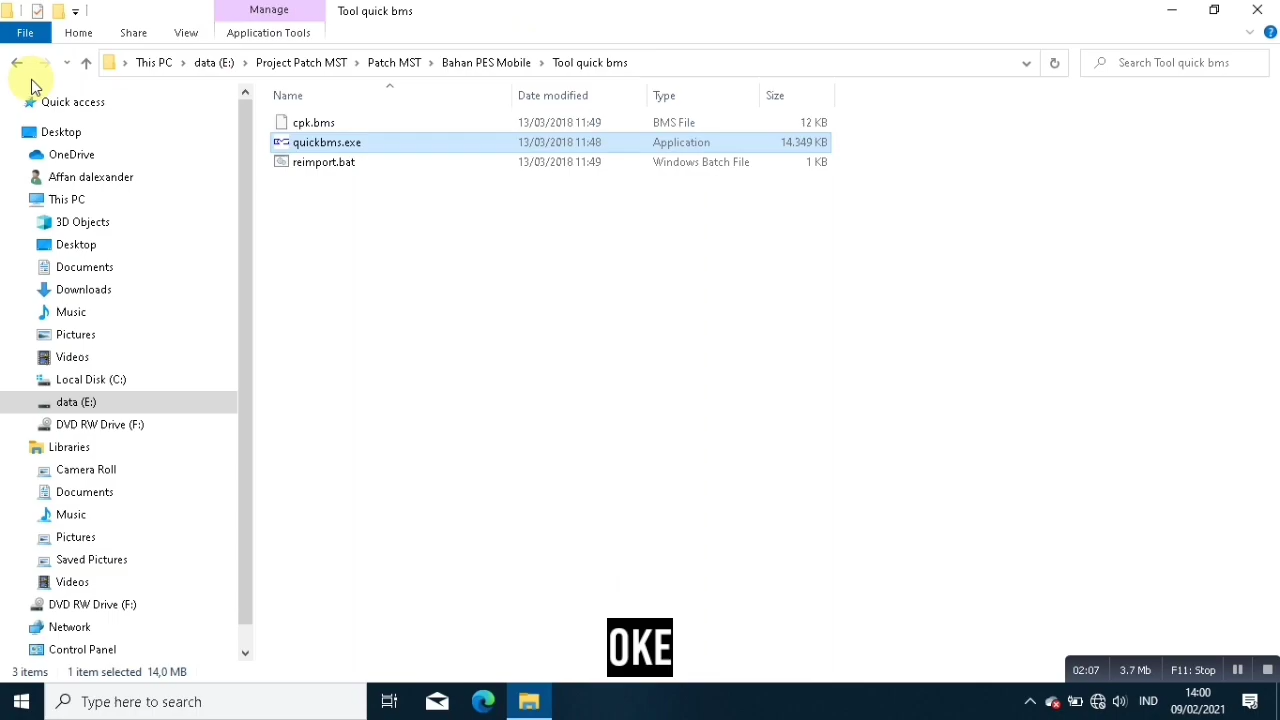 Manage
Tool quick bms
File
Home
Share
View
Application Tools
This PC
data (E:)
Project Patch MST
Patch MST
Bahan PES Mobile
Tool quick bms
Search Tool quick bms
Name
Date modified
Type
Size
cpk.bms
13/03/2018 11:49
BMS File
12 KB
quickbms.exe
13/03/2018 11:48
Application
14.349 KB
reimport.bat
13/03/2018 11:49
Windows Batch File
1 KB
Quick access
Desktop
OneDrive
Affan dalexander
This PC
3D Objects
Desktop
Documents
Downloads
Music
Pictures
Videos
Local Disk (C:)
data (E:)
DVD RW Drive (F:)
Libraries
Camera Roll
Documents
Music
Pictures
Saved Pictures
Videos
DVD RW Drive (F:)
Network
Control Panel
OKE
3 items
1 item selected 14,0 MB
02:07
3.7 Mb
F11: Stop
Type here to search
IND
14:00
09/02/2021